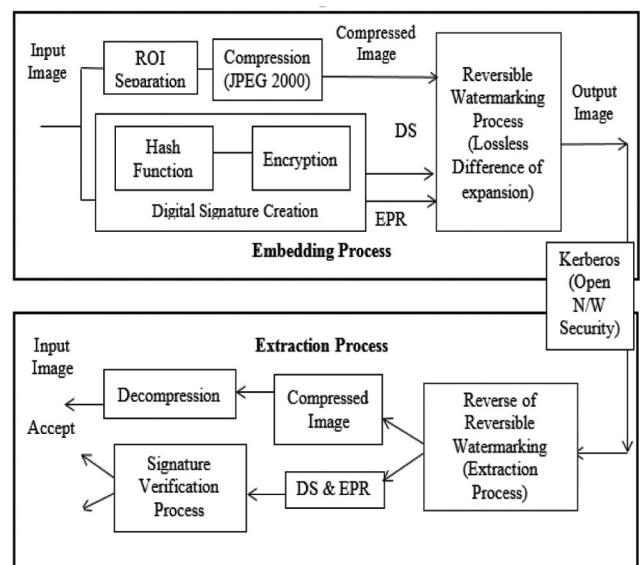 Input
Image
ROI
Separation
Compression
(JPEG 2000)
Compressed
Image
Reversible
Watermarking
Process
(Lossless
Difference of
expansion)
Output
Image
Hash
Function
Encryption
Digital Signature Creation
DS
EPR
Embedding Process
Kerberos
(Open
N/W
Security)
Extraction Process
Input
Image
Accept
Decompression
Compressed
Image
Reverse of
Reversible
Watermarking
(Extraction
Process)
Signature
Verification
Process
DS & EPR